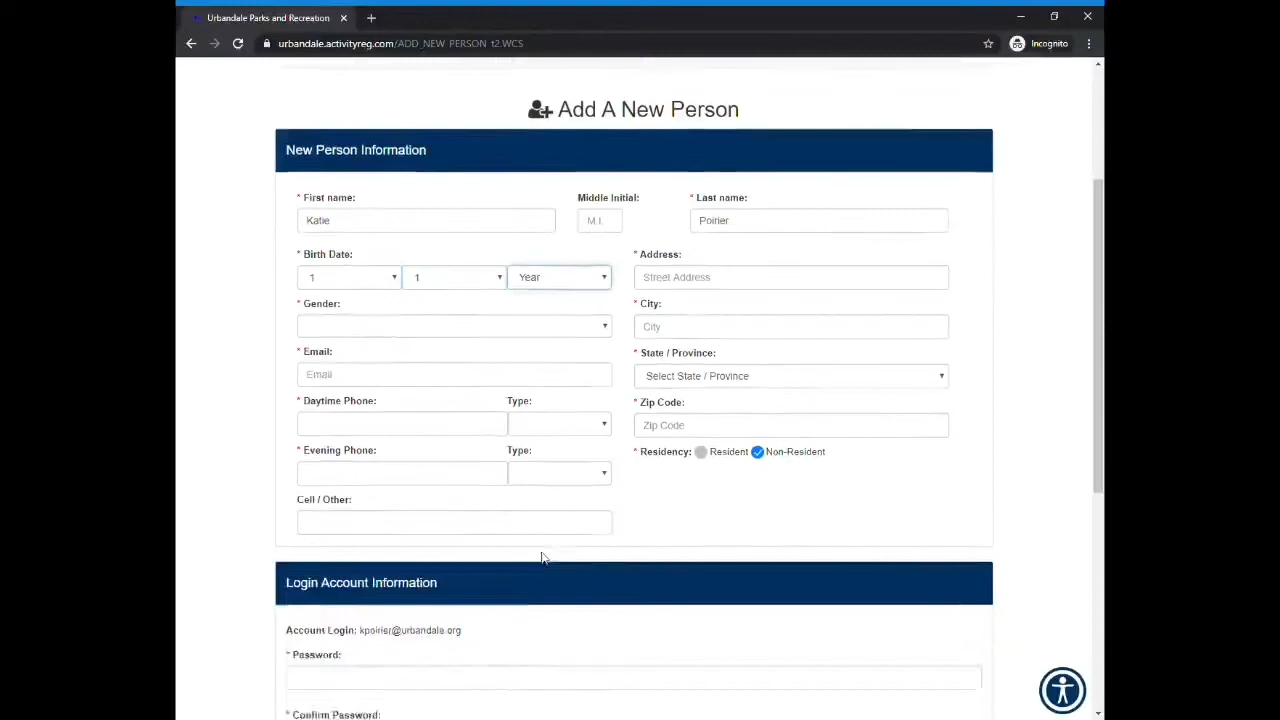 Urbandale Parks and Recreation
urbandale.activityreg.com/ADD_NEW_PERSON_t2.WCS
Incognito
Add A New Person
New Person Information
* First name:
Middle Initial:
* Last name:
Katie
M.I.
Poirier
* Birth Date:
* Address:
1
1
Year
Street Address
* Gender:
* City:
City
* Email:
* State / Province:
Email
Select State / Province
* Daytime Phone:
Type:
* Zip Code:
Zip Code
* Evening Phone:
Type:
* Residency: Resident Non-Resident
Cell / Other:
Login Account Information
Account Login: kpoirier@urbandale.org
* Password:
* Confirm Password: